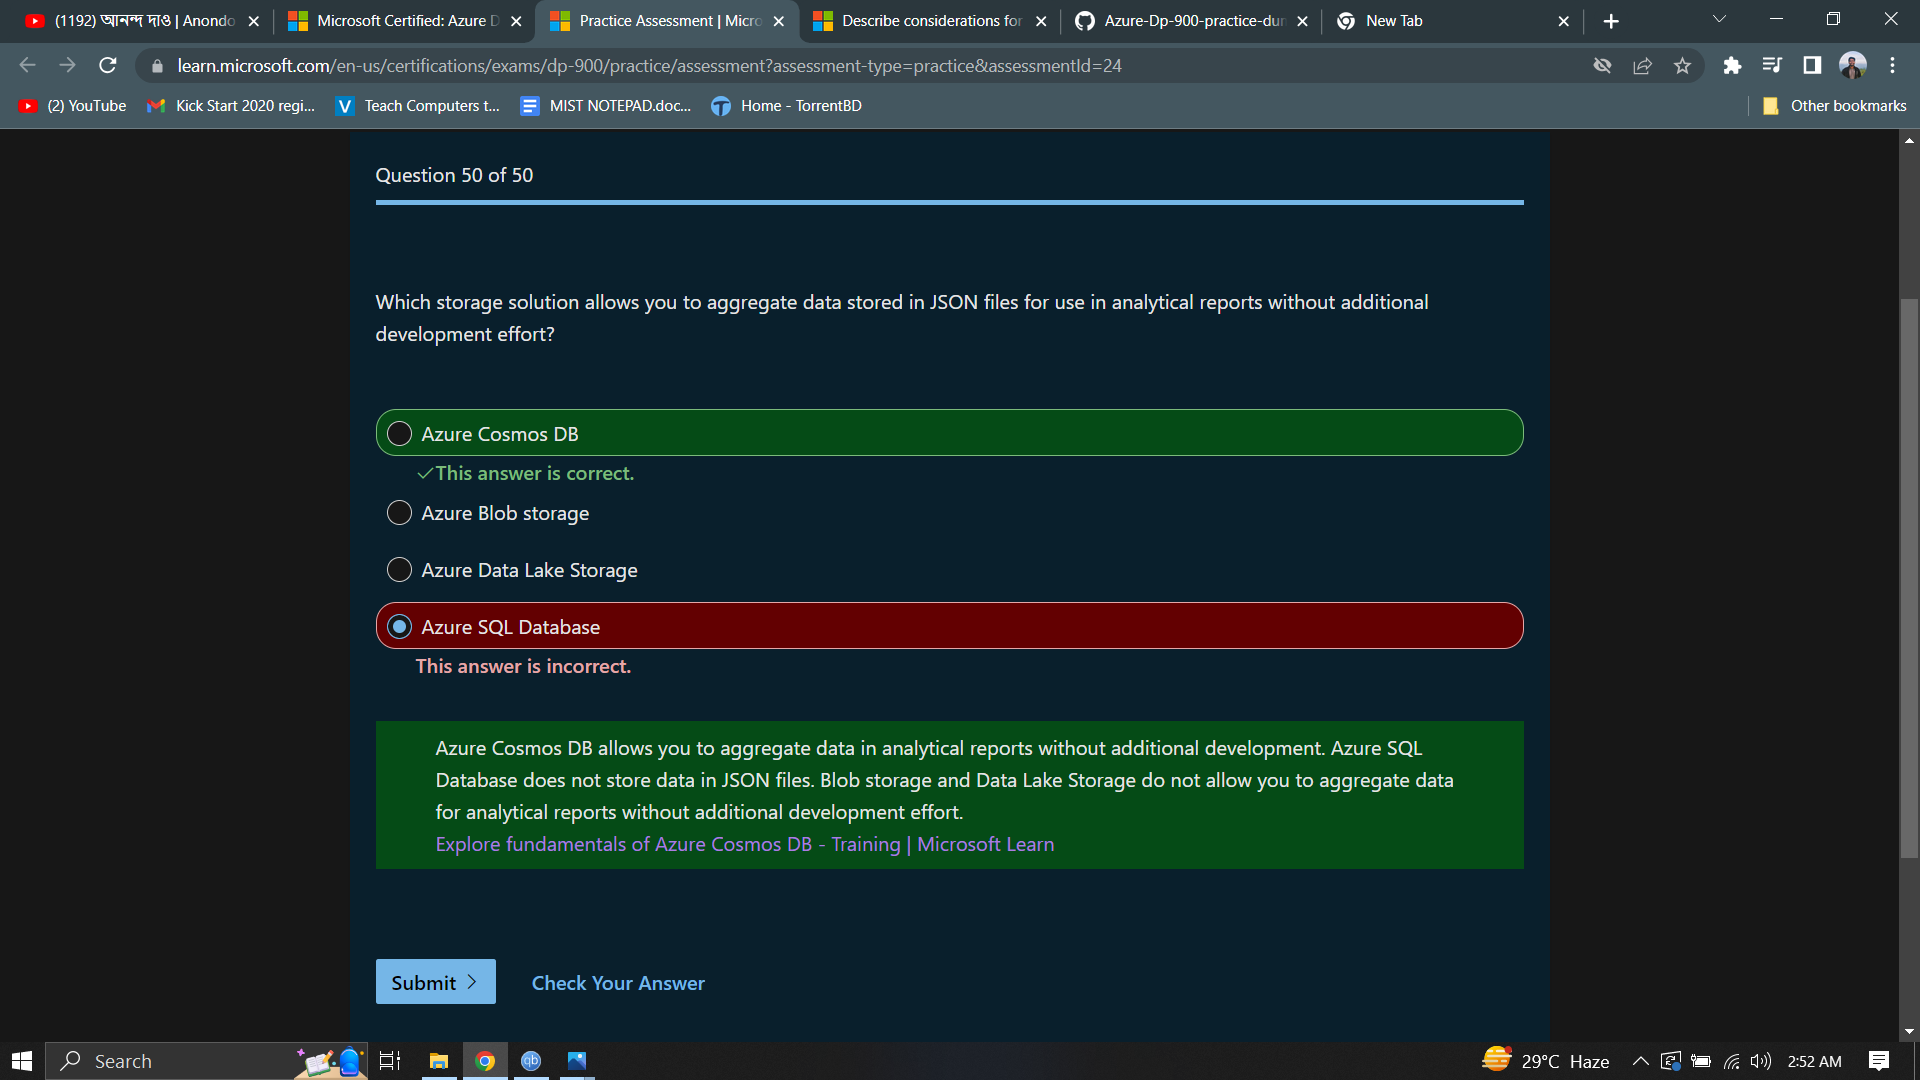 (1192) আনন্দ দাও | Anondo
Microsoft Certified: Azure D
Practice Assessment | Micro
Describe considerations for
Azure-Dp-900-practice-dum
New Tab
learn.microsoft.com/en-us/certifications/exams/dp-900/practice/assessment?assessment-type=practice&assessmentId=24
(2) YouTube
Kick Start 2020 regi...
Teach Computers t...
MIST NOTEPAD.doc...
Home - TorrentBD
Other bookmarks
Question 50 of 50
Which storage solution allows you to aggregate data stored in JSON files for use in analytical reports without additional
development effort?
Azure Cosmos DB
✓This answer is correct.
Azure Blob storage
Azure Data Lake Storage
Azure SQL Database
This answer is incorrect.
Azure Cosmos DB allows you to aggregate data in analytical reports without additional development. Azure SQL
Database does not store data in JSON files. Blob storage and Data Lake Storage do not allow you to aggregate data
for analytical reports without additional development effort.
Explore fundamentals of Azure Cosmos DB - Training | Microsoft Learn
Submit >
Check Your Answer
Search
qb
29°C Haze
2:52 AM